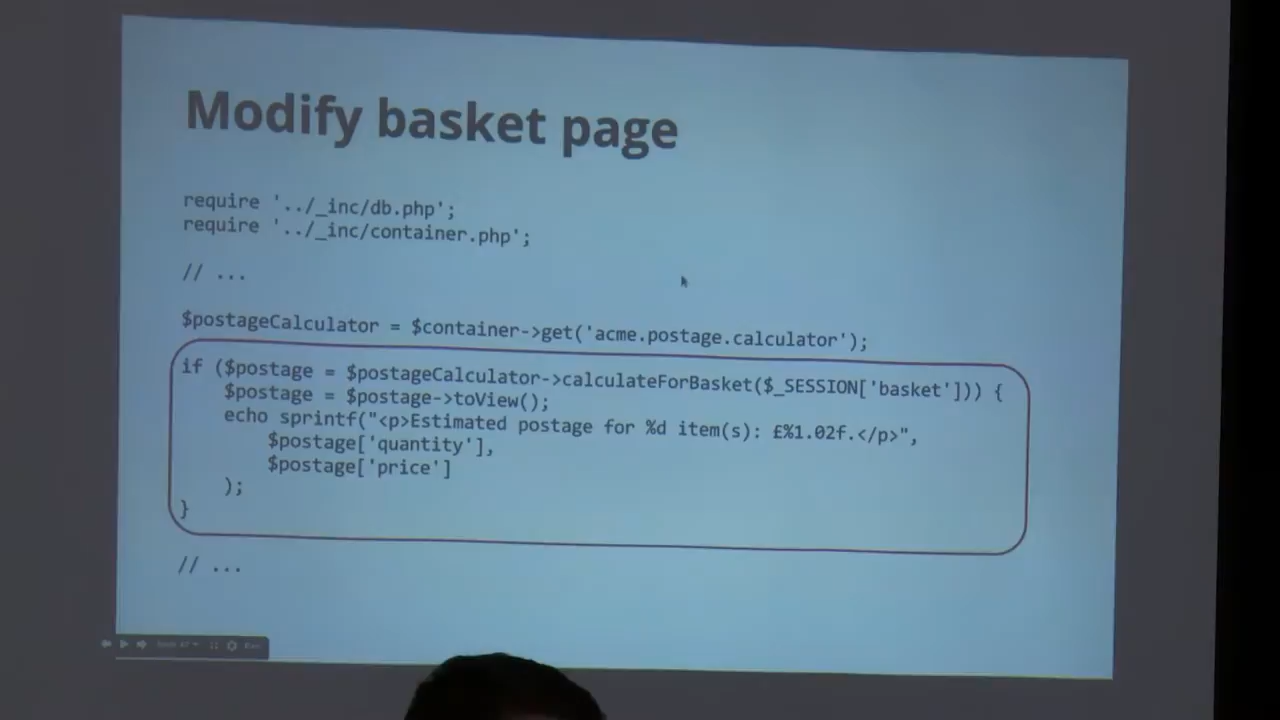 Modify basket page
require '../_inc/db.php';
require '../_inc/container.php';
// ...
$postageCalculator = $container->get('acme.postage.calculator');
if ($postage = $postageCalculator->calculateForBasket($_SESSION['basket'])) {
$postage = $postage->toView();
echo sprintf("<p>Estimated postage for %d item(s): £%1.02f.</p>",
$postage['quantity'],
$postage['price']
);
}
// ...